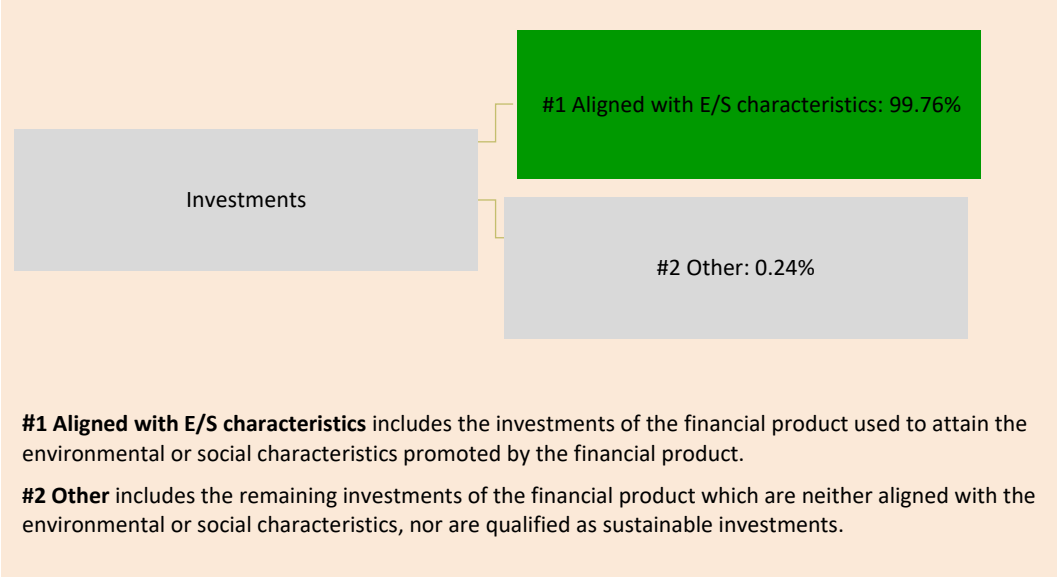 #1 Aligned with E/S characteristics: 99.76%
Investments
#2 Other: 0.24%
#1 Aligned with E/S characteristics includes the investments of the financial product used to attain the
environmental or social characteristics promoted by the financial product.
#2 Other includes the remaining investments of the financial product which are neither aligned with the
environmental or social characteristics, nor are qualified as sustainable investments.